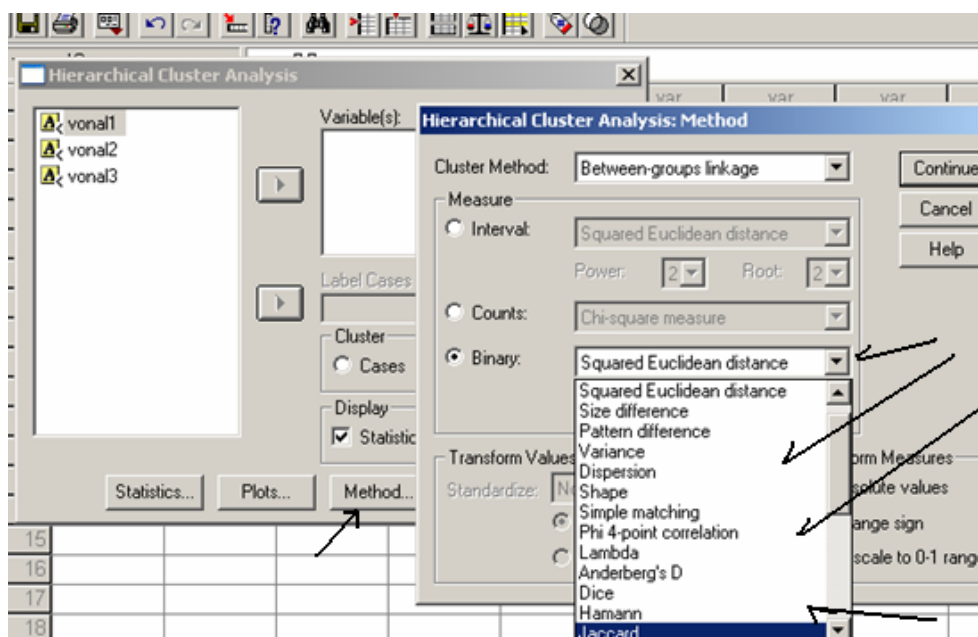 Hierarchical Cluster Analysis
vonal1
vonal2
vonal3
Variable(s):
Label Cases
Cluster
Cases
Display
Statistic
Statistics...
Plots...
Method...
var
var
var
Hierarchical Cluster Analysis: Method
Cluster Method:
Between-groups linkage
Continue
Cancel
Help
Measure
Interval:
Squared Euclidean distance
Power:
2
Root:
2
Counts:
Chi-square measure
Binary:
Squared Euclidean distance
Squared Euclidean distance
Size difference
Pattern difference
Variance
Dispersion
Shape
Simple matching
Phi 4-point correlation
Lambda
Anderberg's D
Dice
Hamann
Jaccard
Transform Values
Standardize:
Measures
values
ange sign
scale to 0-1 range
15
16
17
18